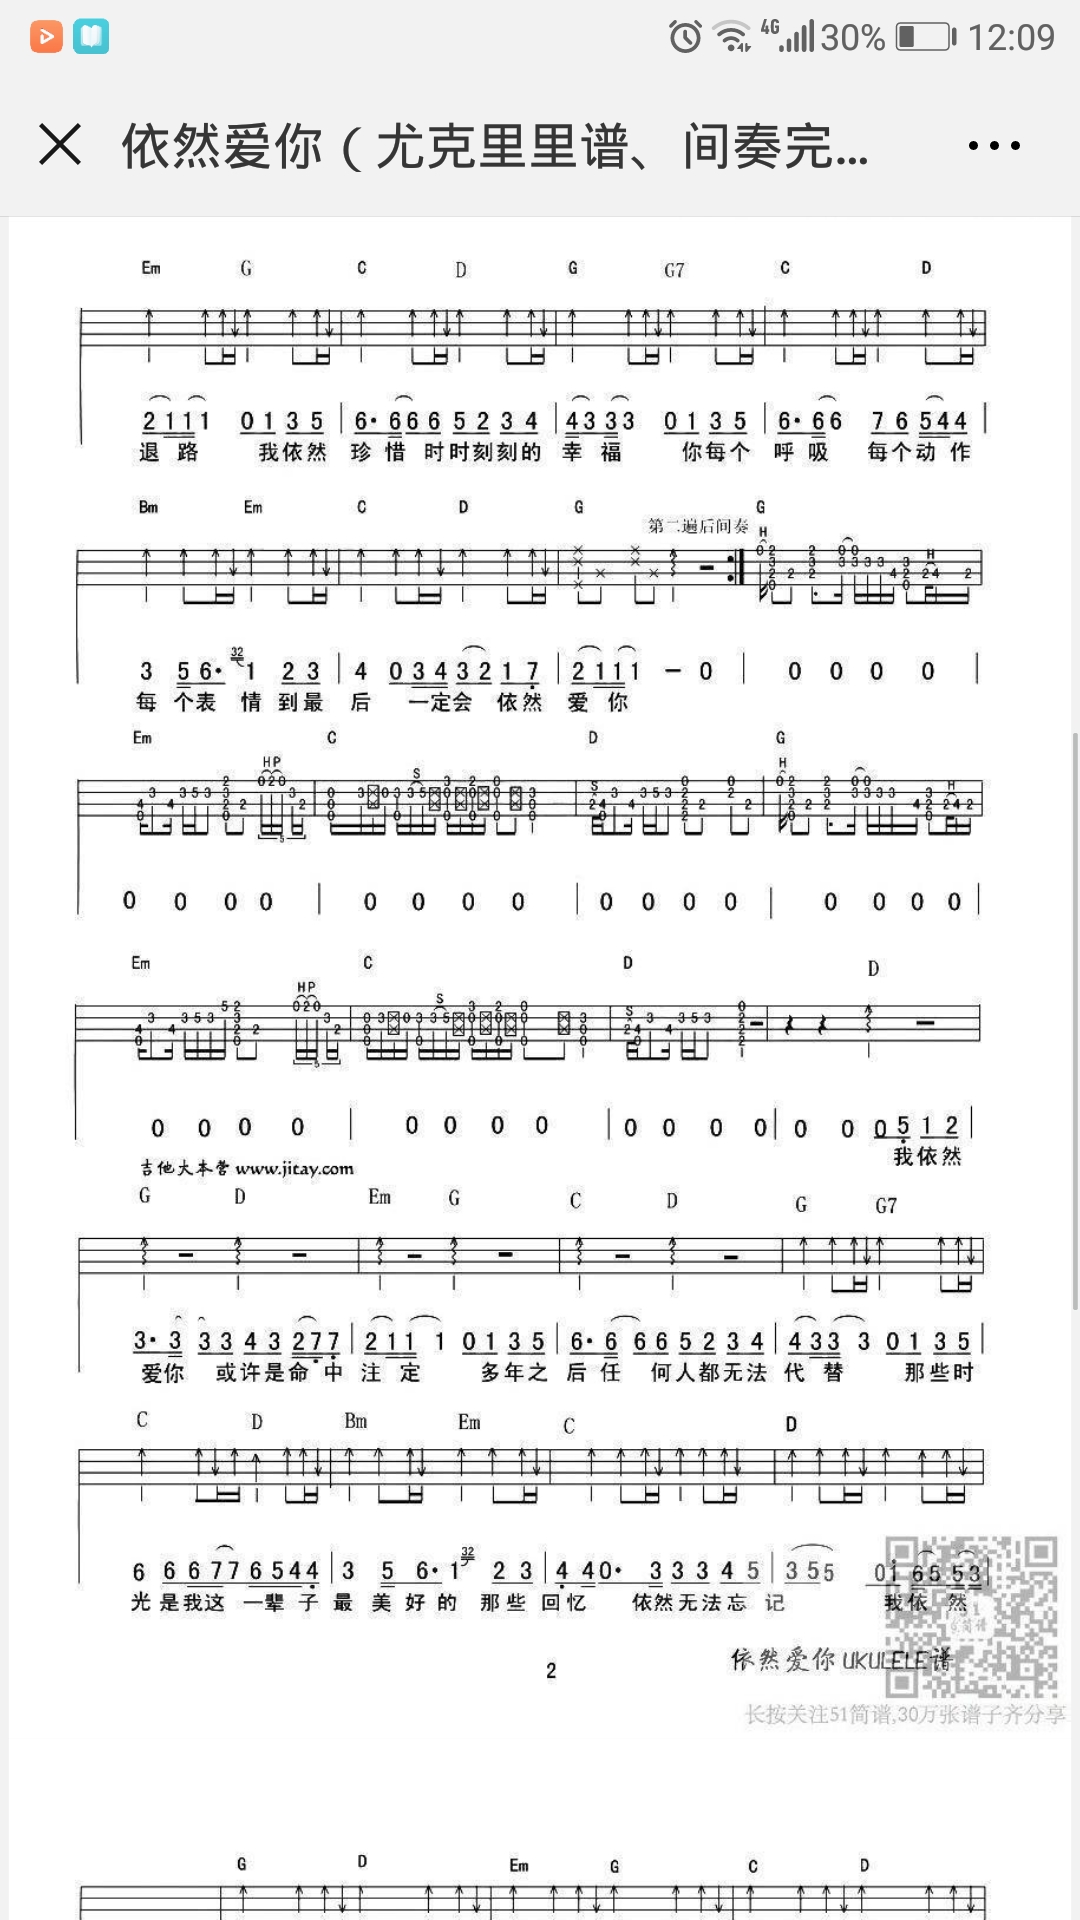 4G 30% 12:09
依然爱你（尤克里里谱、间奏完...
Em G C D G G7 C D
2 1 1 1 1 0 1 3 5 | 6· 6 6 6 5 2 3 4 | 4 3 3 3 3 0 1 3 5 | 6· 6 6 7 6 5 4 4 |
退 路 我依然 珍 惜 时时刻刻的 幸 福 你每个 呼 吸 每个动 作
Bm Em C D G 第二遍后间奏 G
H
3 5 6· 32 1 2 3 | 4 0 3 4 3 2 1 7 | 2 1 1 1 1 － 0 | 0 0 0 0 |
每 个表 情 到最 后 一定会 依然 爱 你
Em C D G
H P S S H H
0 0 0 0 | 0 0 0 0 | 0 0 0 0 | 0 0 0 0 |
Em C D D
H P S S
0 0 0 0 | 0 0 0 0 | 0 0 0 0 | 0 0 0 5 1 2 |
我依然
吉他大本营 www.jitay.com
G D Em G C D G G7
3· 3 3 3 4 3 2 7 7 | 2 1 1 1 0 1 3 5 | 6· 6 6 6 5 2 3 4 | 4 3 3 3 0 1 3 5 |
爱你 或许是命 中 注 定 多年之 后 任 何人都无法 代 替 那些时
C D Bm Em C D
6 6 6 7 7 6 5 4 4 | 3 5 6· 1 32 2 3 | 4 4 0· 3 3 3 4 5 | 3 5 5 0 1 6 5 5 3 |
光 是我这 一辈 子 最 美 好 的 那些 回忆 依然无法忘 记 我依 然
依然爱你 UKULELE谱
2
长按关注51简谱,30万张谱子齐分享
G D Em G C D